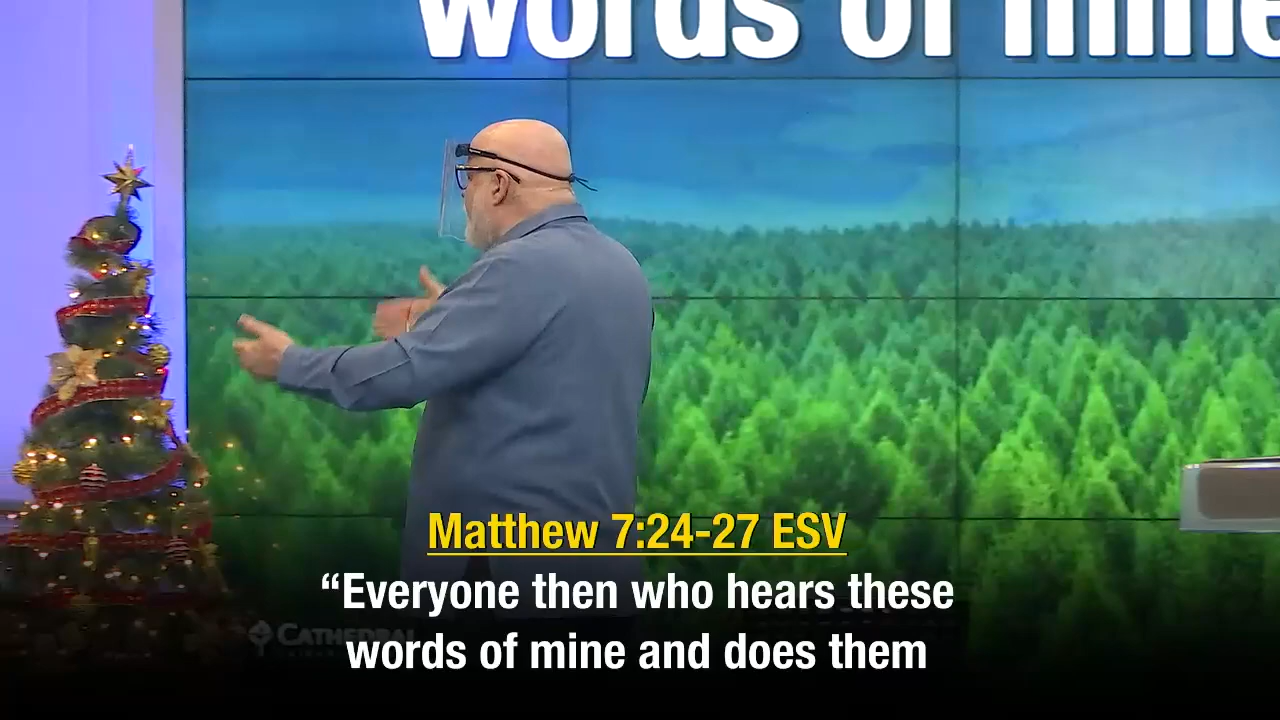 words of mine
Matthew 7:24-27 ESV
“Everyone then who hears these
words of mine and does them
CATHEDRAL